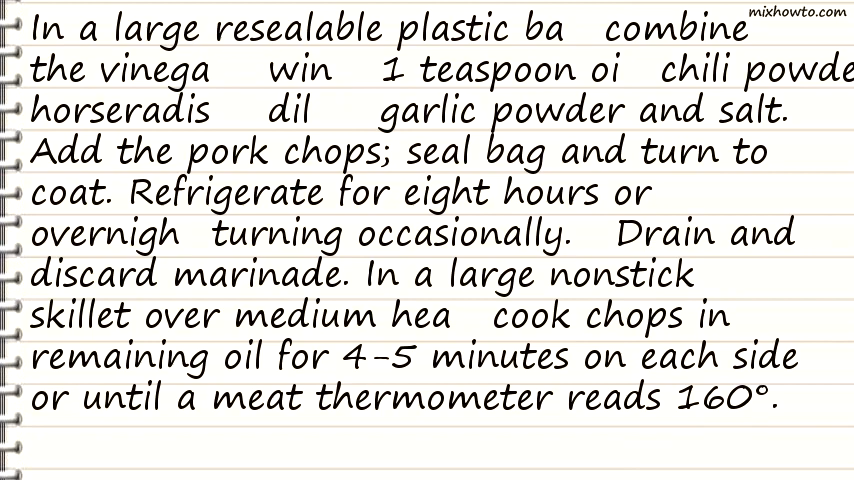 mixhowto.com
In a large resealable plastic ba combine
the vinega win 1 teaspoon oi chili powde
horseradis dil garlic powder and salt.
Add the pork chops; seal bag and turn to
coat. Refrigerate for eight hours or
overnigh turning occasionally. Drain and
discard marinade. In a large nonstick
skillet over medium hea cook chops in
remaining oil for 4-5 minutes on each side
or until a meat thermometer reads 160°.